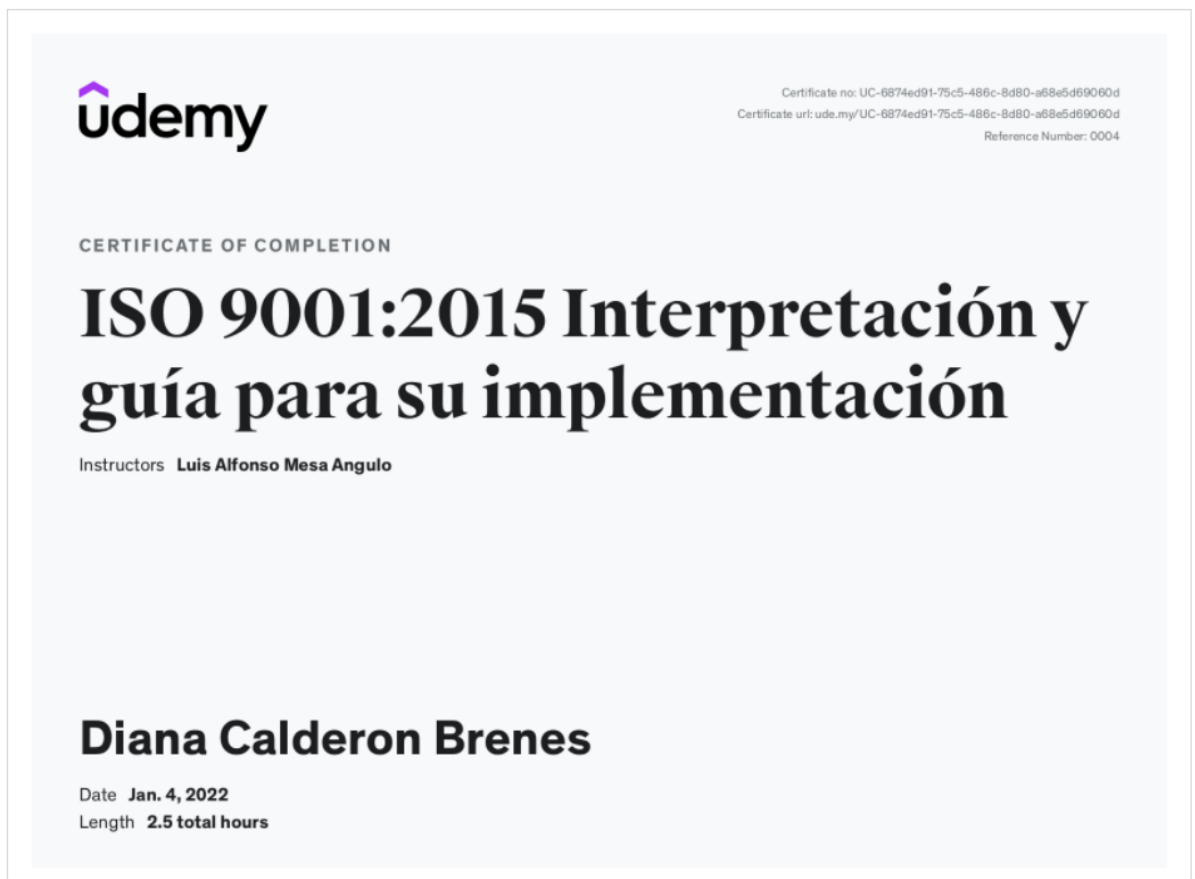 udemy
Certificate no: UC-6874ed91-75c5-486c-8d80-a68e5d69060d
Certificate url: ude.my/UC-6874ed91-75c5-486c-8d80-a68e5d69060d
Reference Number: 0004
CERTIFICATE OF COMPLETION
ISO 9001:2015 Interpretación y
guía para su implementación
Instructors Luis Alfonso Mesa Angulo
Diana Calderon Brenes
Date Jan. 4, 2022
Length 2.5 total hours